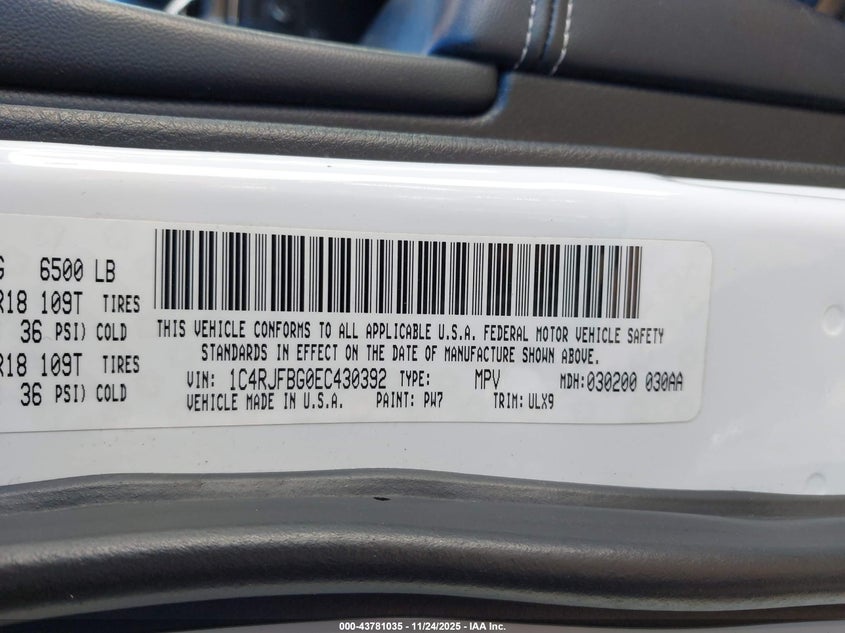 G 6500 LB
R18 109T TIRES
36 PSI) COLD
R18 109T TIRES
36 PSI) COLD
THIS VEHICLE CONFORMS TO ALL APPLICABLE U.S.A. FEDERAL MOTOR VEHICLE SAFETY
STANDARDS IN EFFECT ON THE DATE OF MANUFACTURE SHOWN ABOVE.
VIN: 1C4RJFBG0EC430392 TYPE: MPV MDH:030200 030AA
VEHICLE MADE IN U.S.A. PAINT: PW7 TRIM: ULX9
000-43781035 - 11/24/2025 - IAA Inc.